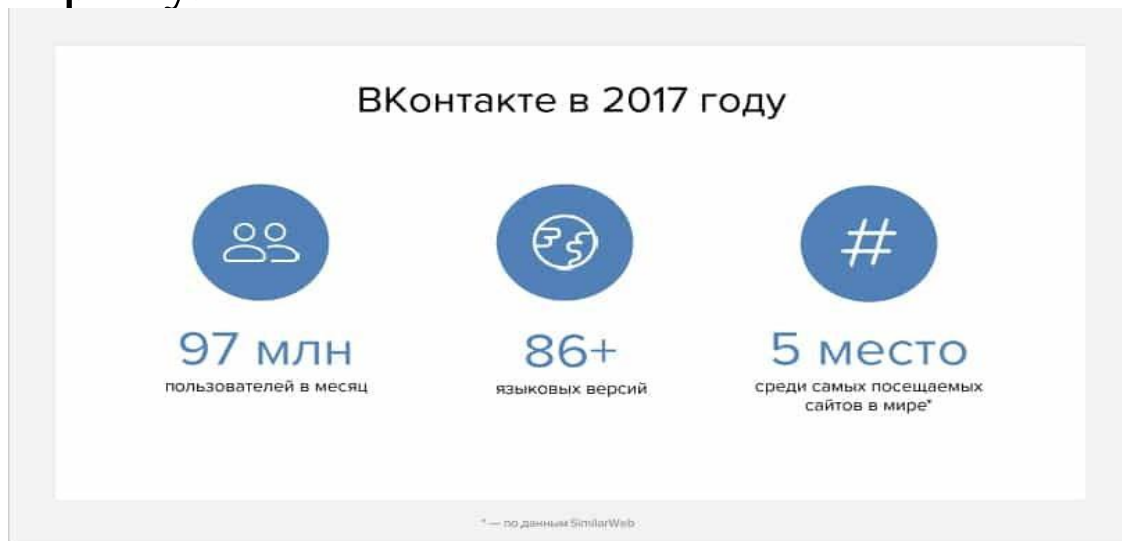 ВКонтакте в 2017 году
97 млн
пользователей в месяц
86+
языковых версий
5 место
среди самых посещаемых
сайтов в мире*
* — по данным SimilarWeb